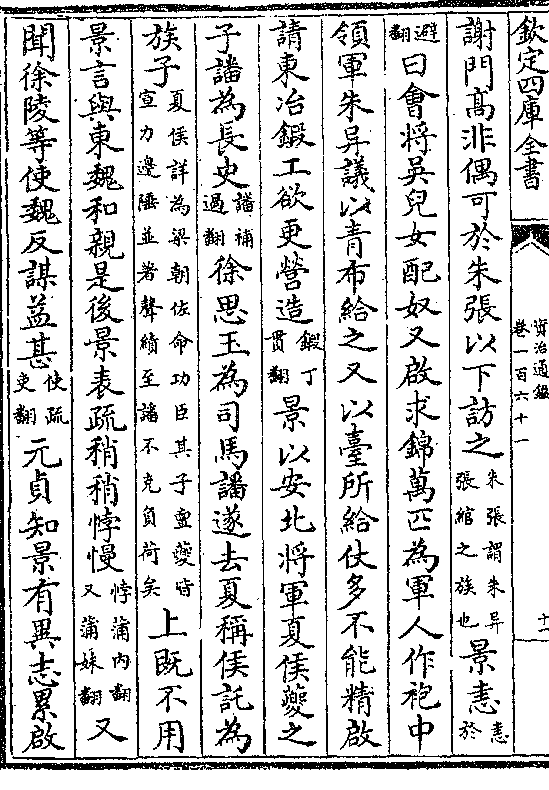 欽定四庫全書
資治通鑑
卷一百六十一
十一
謝門高非偶可於朱張以下訪之朱張謂朱异張綰之族也景恚恚於
避翻曰會將吳兒女配奴又啟求錦萬匹為軍人作袍中
領軍朱异議以青布給之又以臺所給仗多不能精啟
請東冶鍛工欲更營造鍛丁貫翻景以安北將軍夏侯夔之
子譒為長史譒補過翻徐思玉為司馬譒遂去夏稱侯託為
族子夏侯詳為梁朝佐命功臣其子亶夔皆宣力邊陲並著聲績至譒不克負荷矣上既不用
景言與東魏和親是後景表疏稍稍悖慢悖蒲內翻又蒲妹翻又
聞徐陵等使魏反謀益甚使疏吏翻元貞知景有異志累啟